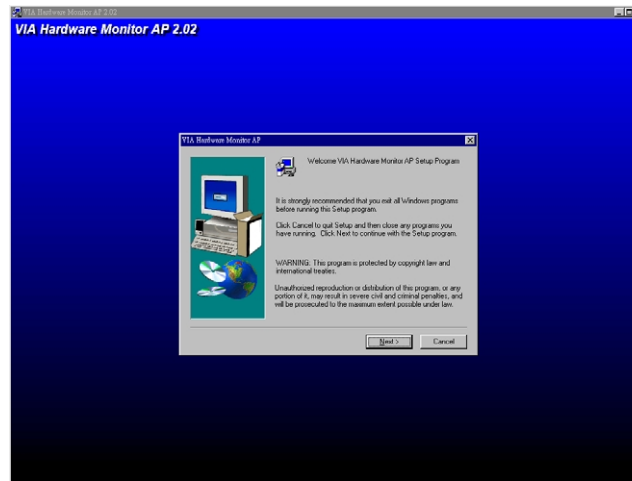 VIA Hardware Monitor AP 2.02
VIA Hardware Monitor AP 2.02
VIA Hardware Monitor AP
Welcome VIA Hardware Monitor AP Setup Program
It is strongly recommended that you exit all Windows programs
before running this Setup program.
Click Cancel to quit Setup and then close any programs you
have running. Click Next to continue with the Setup program.
WARNING: This program is protected by copyright law and
international treaties.
Unauthorized reproduction or distribution of this program, or any
portion of it, may result in severe civil and criminal penalties, and
will be prosecuted to the maximum extent possible under law.
Next >
Cancel